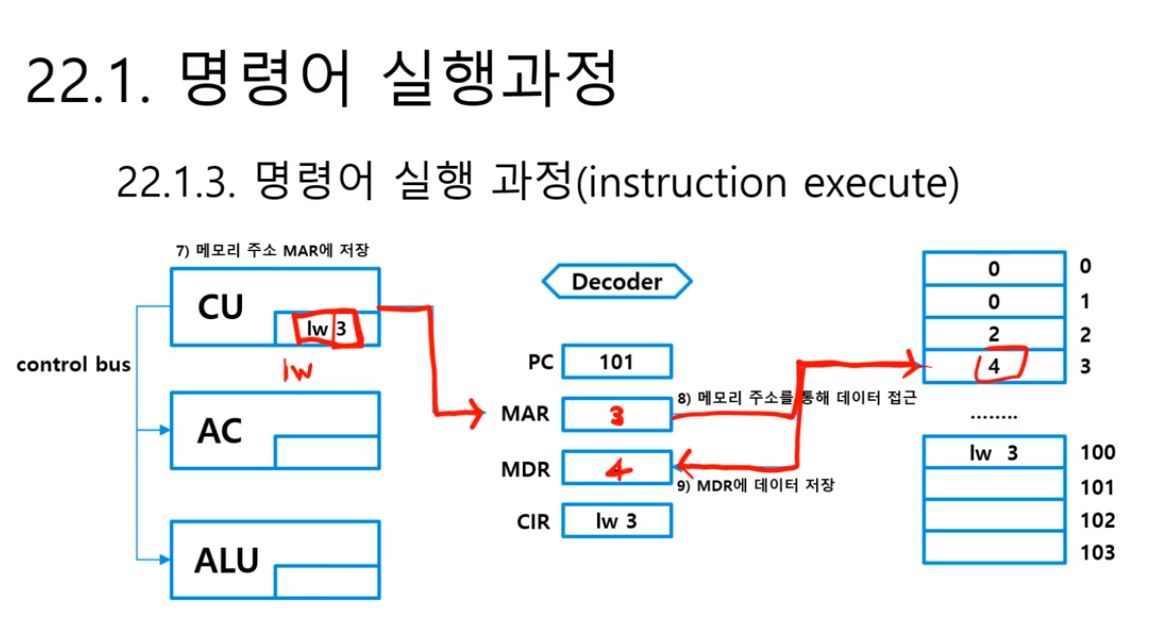 22.1. 명령어 실행과정
22.1.3. 명령어 실행 과정(instruction execute)
7) 메모리 주소 MAR에 저장
CU
lw 3
lw
control bus
AC
ALU
Decoder
PC 101
MAR 3
8) 메모리 주소를 통해 데이터 접근
MDR 4
9) MDR에 데이터 저장
CIR lw 3
0 0
0 1
2 2
4 3
........
lw 3 100
101
102
103